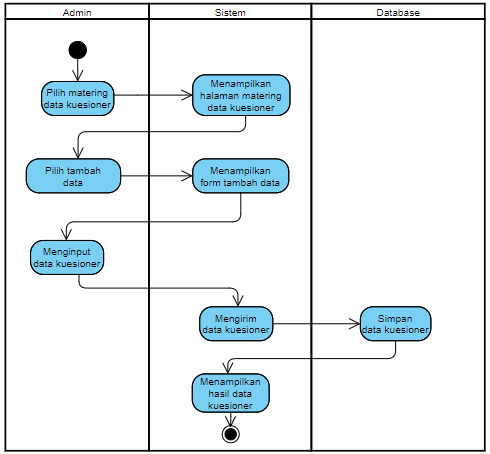 Admin
Sistem
Database
Pilih matering
data kuesioner
Menampilkan
halaman matering
data kuesioner
Pilih tambah
data
Menampilkan
form tambah data
Menginput
data kuesioner
Mengirim
data kuesioner
Simpan
data kuesioner
Menampilkan
hasil data
kuesioner